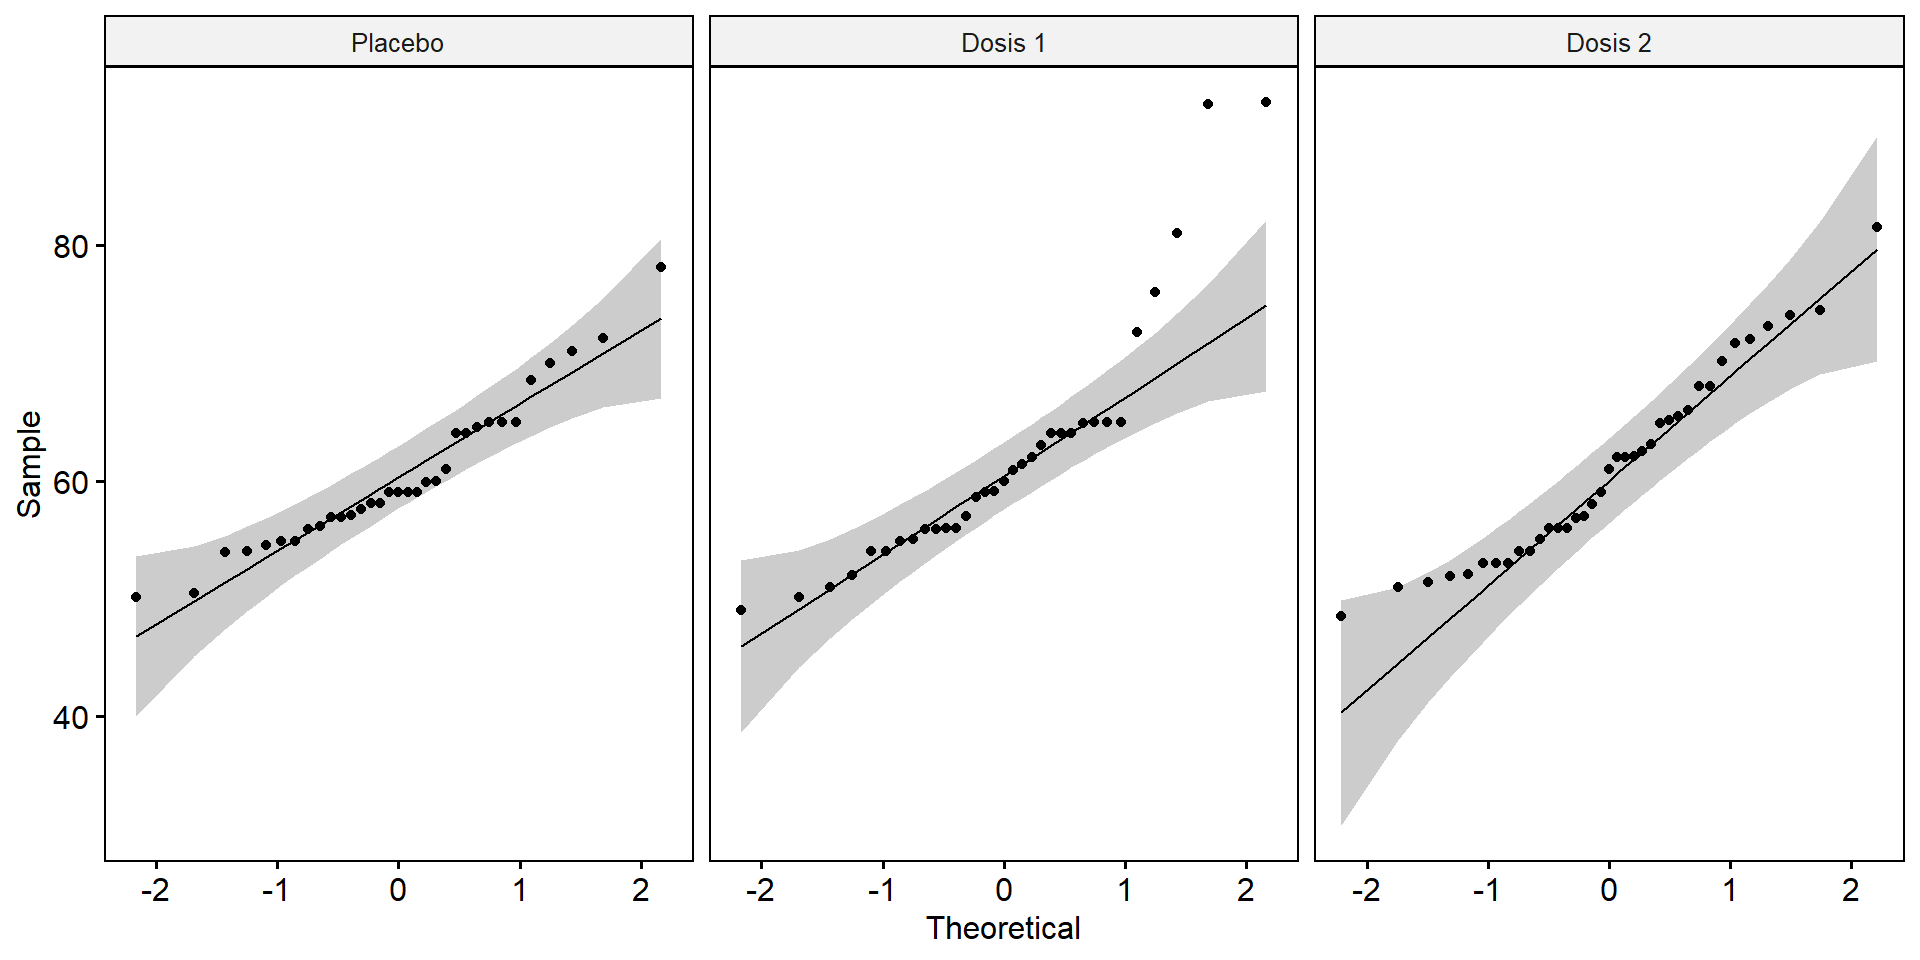 Placebo
Dosis 1
Dosis 2
Sample
80
60
40
-2 -1 0 1 2
-2 -1 0 1 2
-2 -1 0 1 2
Theoretical